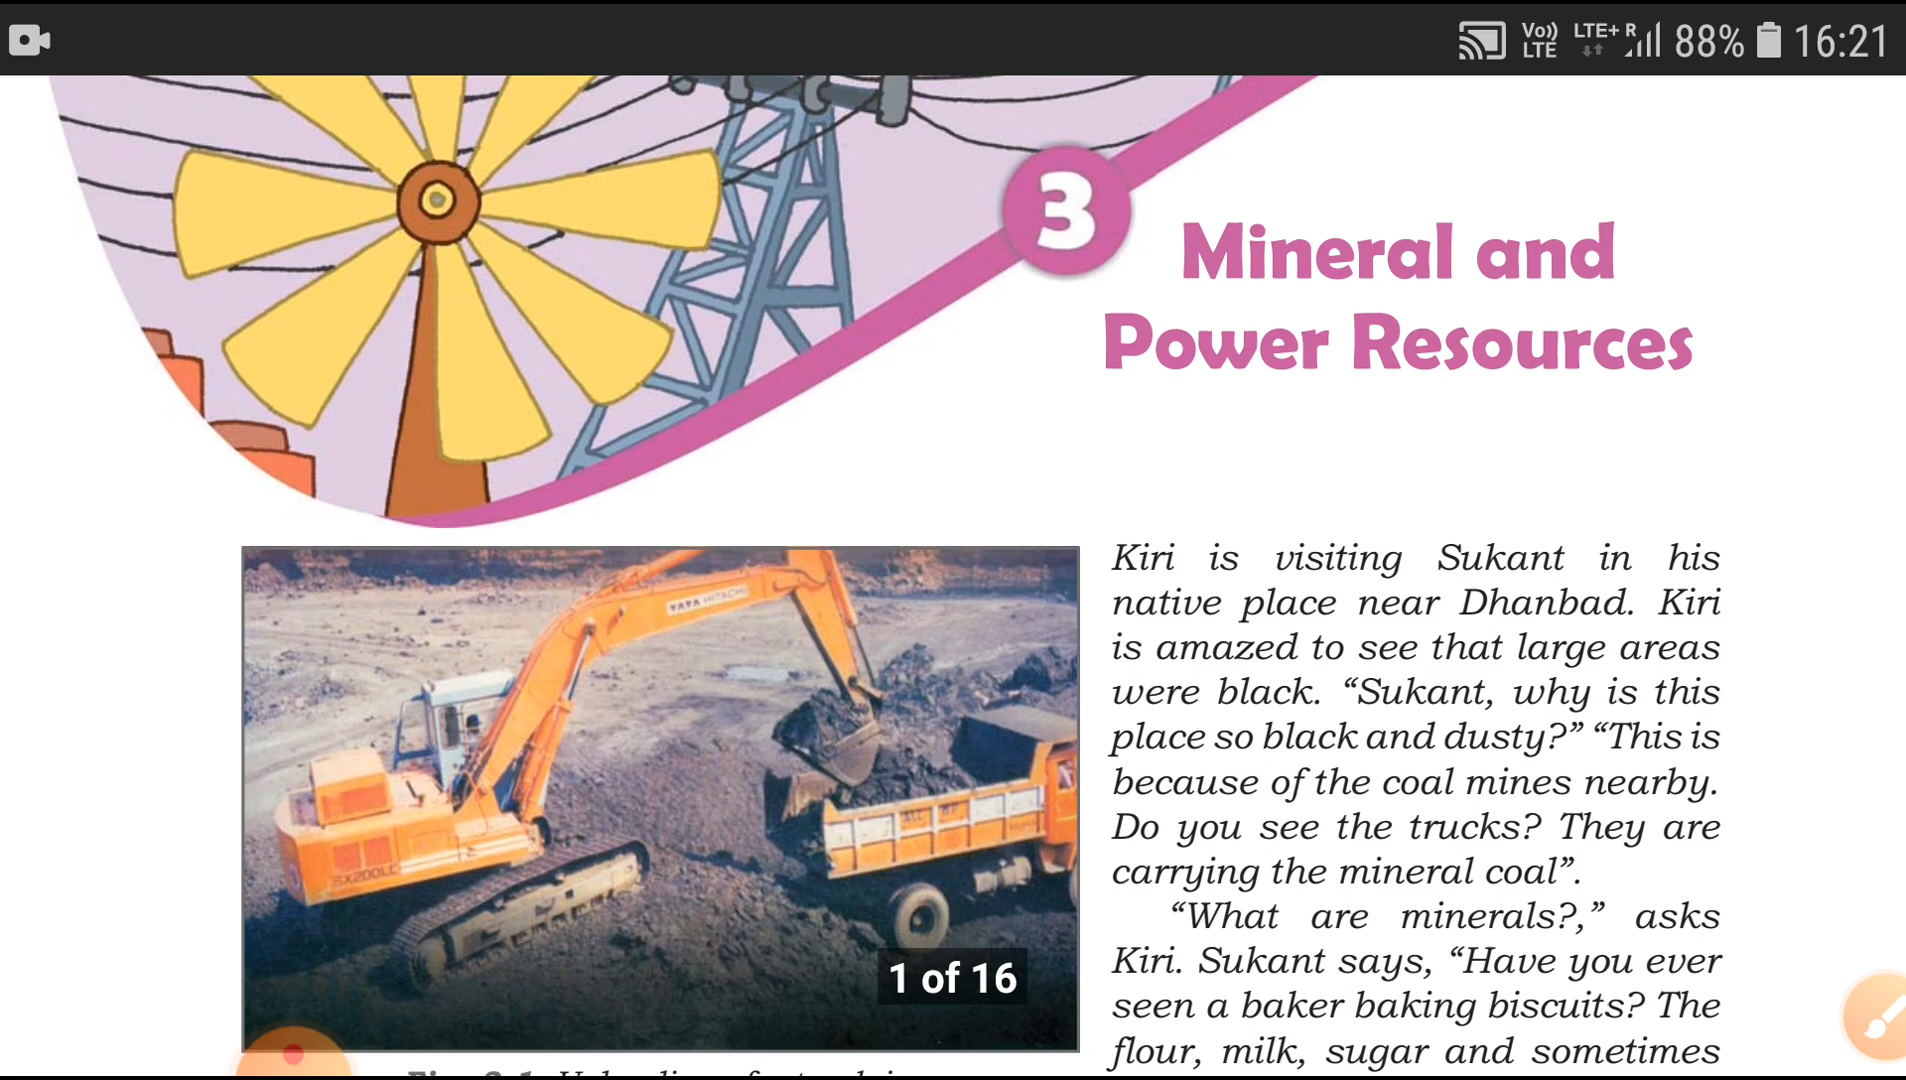 Vo)) LTE LTE+ R 88% 16:21
3
Mineral and
Power Resources
TATA HITACHI
EX200LC
1 of 16
Kiri is visiting Sukant in his
native place near Dhanbad. Kiri
is amazed to see that large areas
were black. “Sukant, why is this
place so black and dusty?” “This is
because of the coal mines nearby.
Do you see the trucks? They are
carrying the mineral coal”.
“What are minerals?,” asks
Kiri. Sukant says, “Have you ever
seen a baker baking biscuits? The
flour, milk, sugar and sometimes